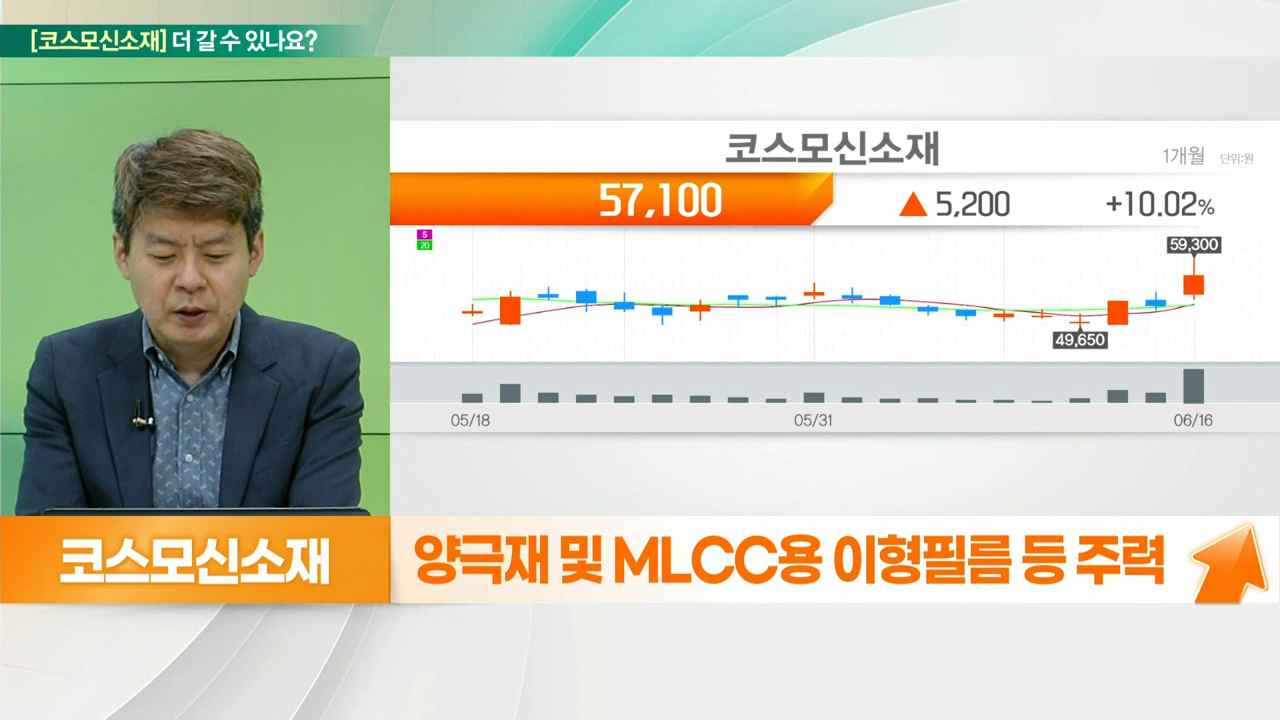 [코스모신소재] 더 갈 수 있나요?
코스모신소재
1개월 단위:원
57,100 ▲ 5,200 +10.02%
5
20
59,300
49,650
05/18 05/31 06/16
코스모신소재
양극재 및 MLCC용 이형필름 등 주력